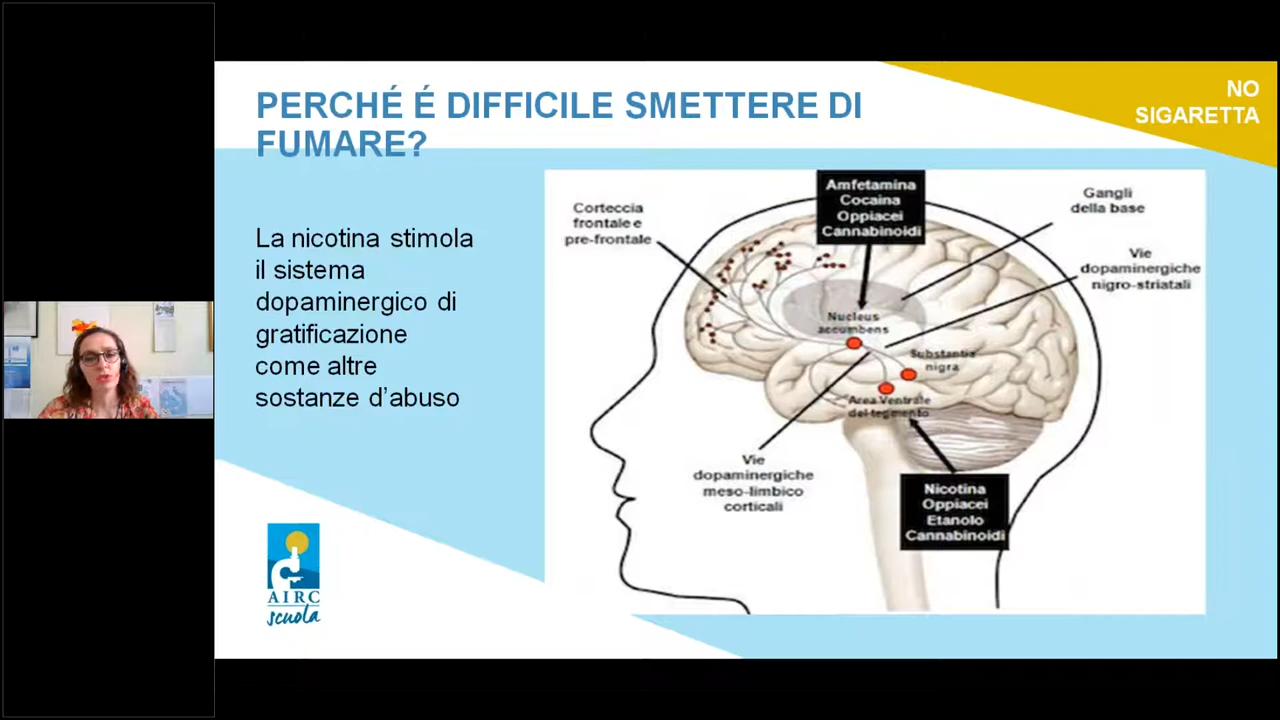 PERCHÉ É DIFFICILE SMETTERE DI
FUMARE?
NO
SIGARETTA
La nicotina stimola
il sistema
dopaminergico di
gratificazione
come altre
sostanze d'abuso
Corteccia
frontale e
pre-frontale
Amfetamina
Cocaina
Oppiacei
Cannabinoidi
Gangli
della base
Vie
dopaminergiche
nigro-striatali
Nucleus
accumbens
Substantia
nigra
Area Ventrale
del tegmento
Vie
dopaminergiche
meso-limbico
corticali
Nicotina
Oppiacei
Etanolo
Cannabinoidi
AIRC
scuola